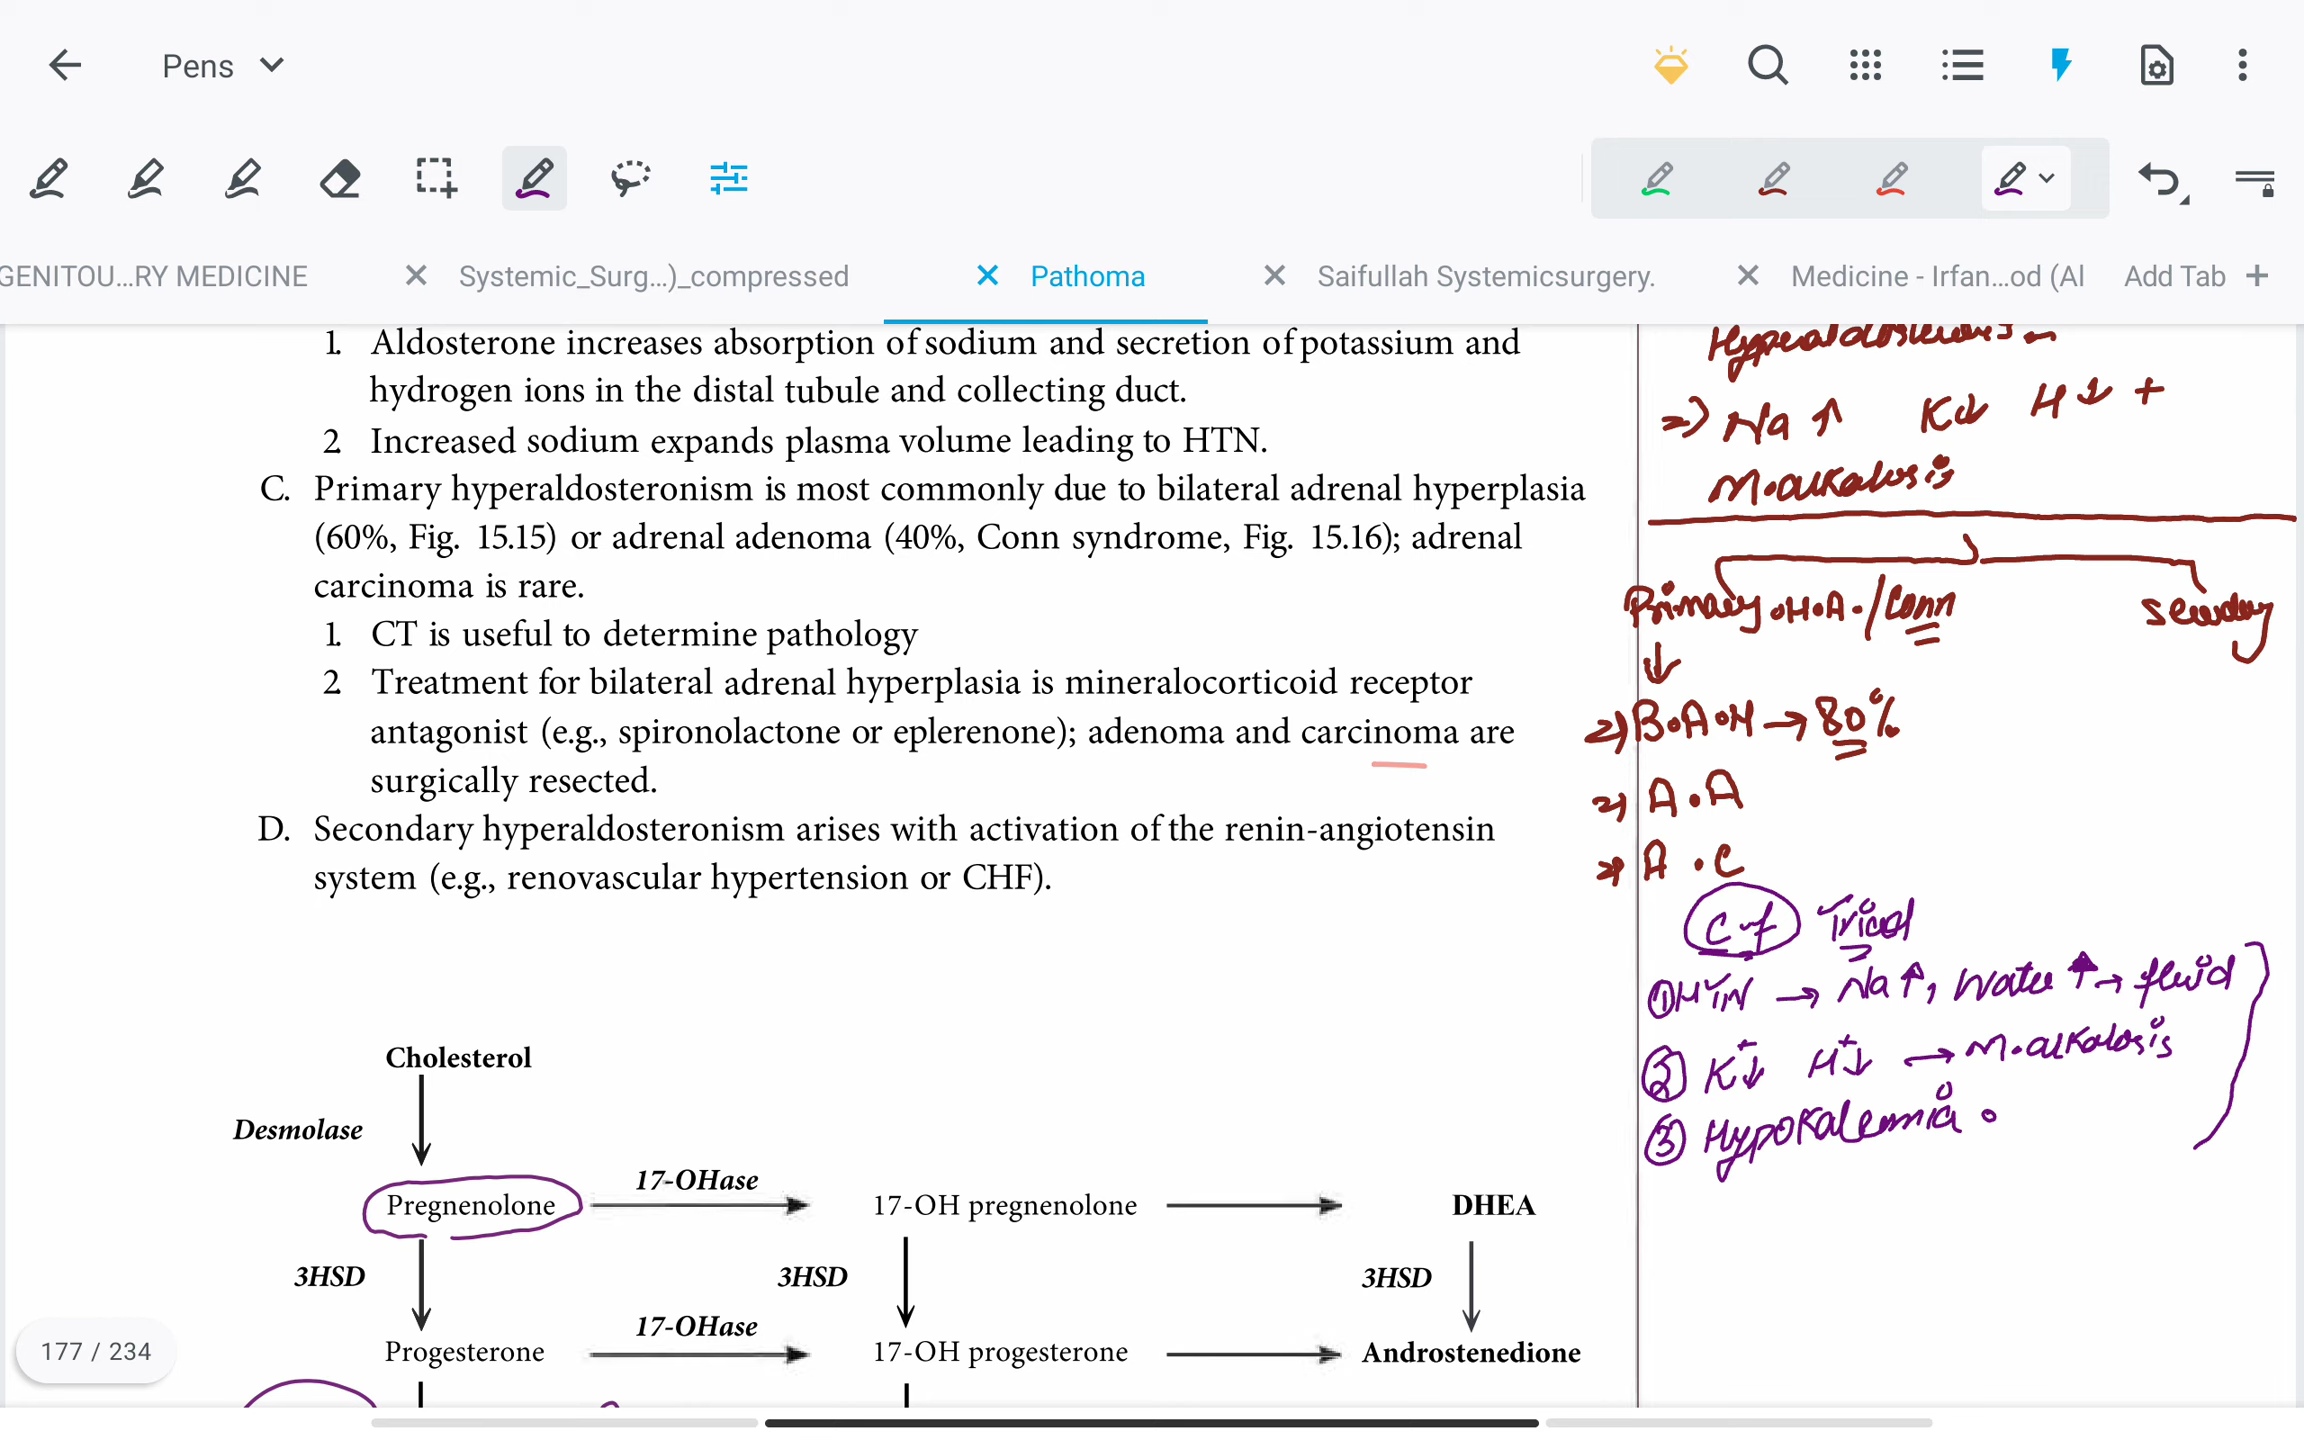 Pens
GENITOU...RY MEDICINE
Systemic_Surg...)_compressed
Pathoma
Saifullah Systemicsurgery.
Medicine - Irfan...od (Al
Add Tab
1. Aldosterone increases absorption of sodium and secretion of potassium and
hydrogen ions in the distal tubule and collecting duct.
2 Increased sodium expands plasma volume leading to HTN.
C. Primary hyperaldosteronism is most commonly due to bilateral adrenal hyperplasia
(60%, Fig. 15.15) or adrenal adenoma (40%, Conn syndrome, Fig. 15.16); adrenal
carcinoma is rare.
1. CT is useful to determine pathology
2 Treatment for bilateral adrenal hyperplasia is mineralocorticoid receptor
antagonist (e.g., spironolactone or eplerenone); adenoma and carcinoma are
surgically resected.
D. Secondary hyperaldosteronism arises with activation of the renin-angiotensin
system (e.g., renovascular hypertension or CHF).
Cholesterol
Desmolase
Pregnenolone
17-OHase
17-OH pregnenolone
DHEA
3HSD
3HSD
3HSD
Progesterone
17-OHase
17-OH progesterone
Androstenedione
177 / 234
=> Na ↑ K↓ H↓ +
M.alkalosis
Primary .H.A. / Conn
↓
=> B.A.H → 80%
=> A.A
=> A.C
C-f Triad
① HTN → Na ↑, Water ↑ → fluid
② K+↓ H+↓ → M.alkalosis
③ Hypokalemia.